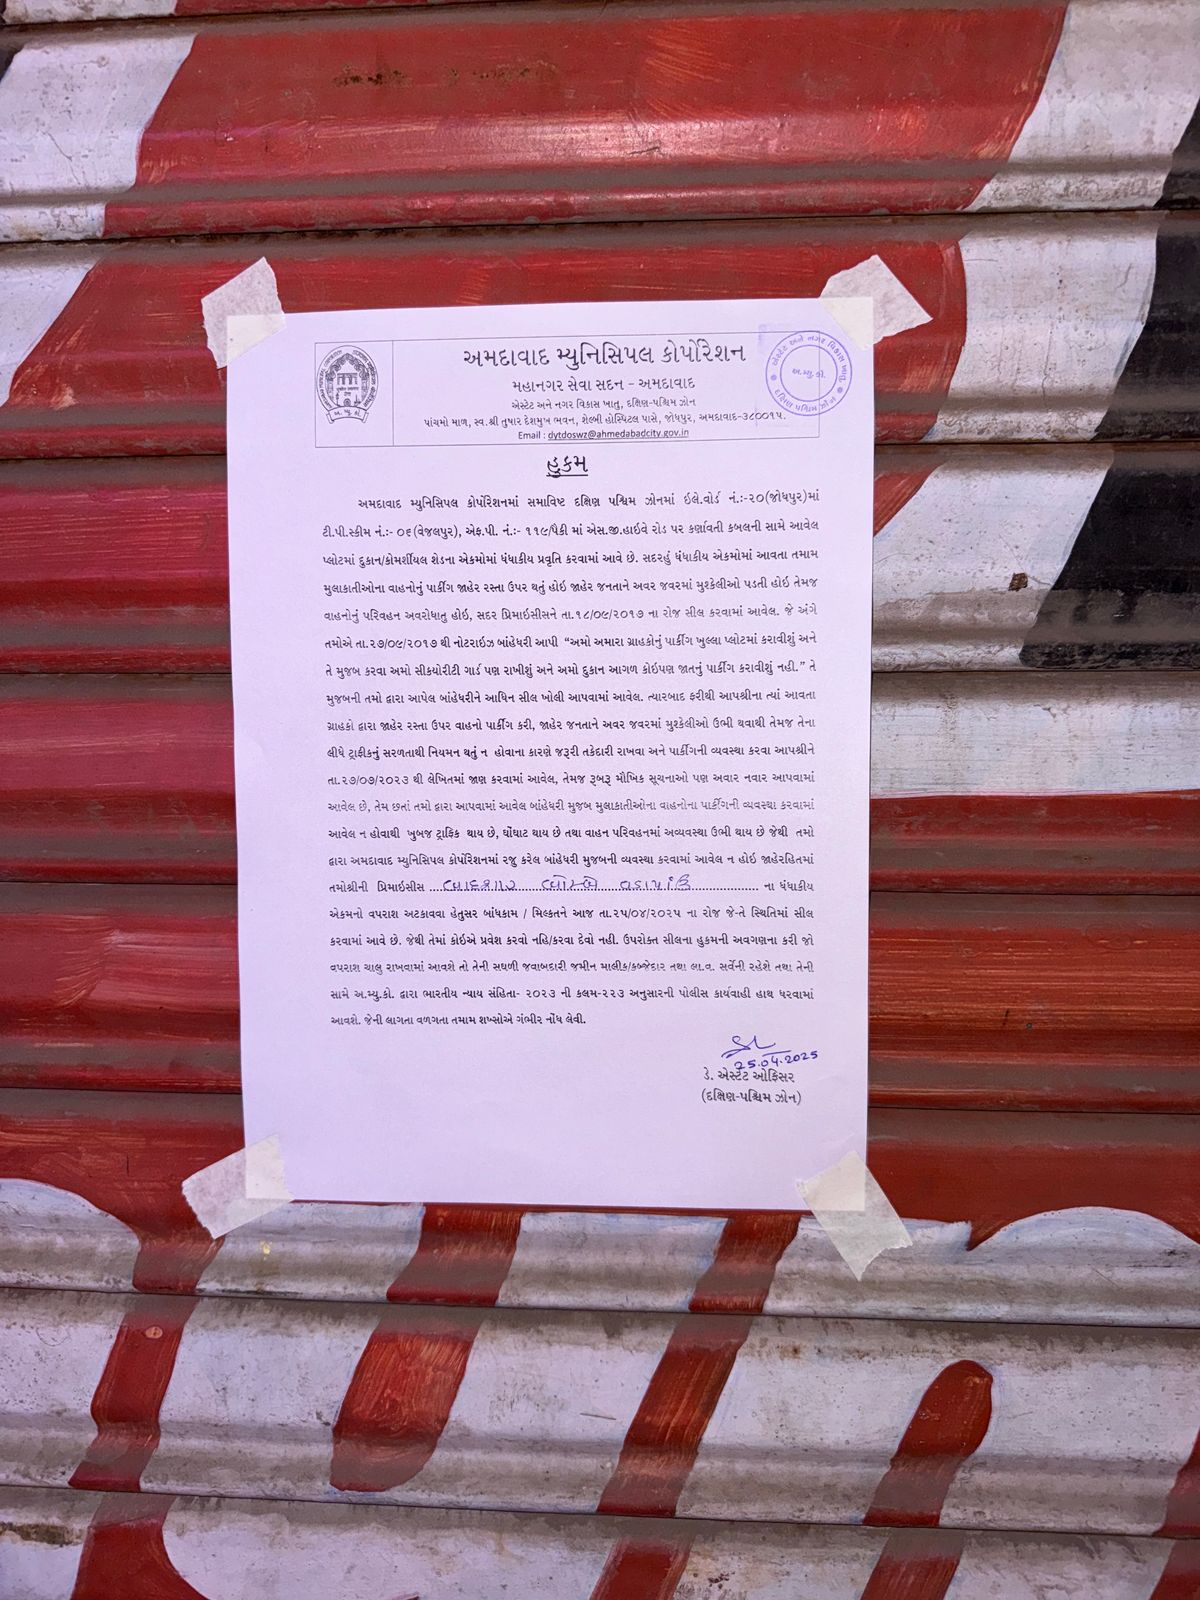 અમદાવાદ મ્યુનિસિપલ કોર્પોરેશન
મહાનગર સેવા સદન - અમદાવાદ
એસ્ટેટ અને નગર વિકાસ ખાતુ, દક્ષિણ-પશ્ચિમ ઝોન
પાંચમો માળ, સ્વ.શ્રી તુષાર દેશમુખ ભવન, શેલ્બી હોસ્પિટલ પાસે, જોધપુર, અમદાવાદ-૩૮૦૦૧૫.
Email : dytdoswz@ahmedabadcity.gov.in
એસ્ટેટ અને નગર વિકાસ ખાતુ
અ.મ્યુ.કો.
દક્ષિણ પશ્ચિમ ઝોન
અ.મ્યુ.કો.
હુકમ
અમદાવાદ મ્યુનિસિપલ કોર્પોરેશનમાં સમાવિષ્ટ દક્ષિણ પશ્ચિમ ઝોનમાં ઇલે.વોર્ડ નં.:-૨૦(જોધપુર)માં
ટી.પી.સ્કીમ નં.:- ૦૬(વેજલપુર), એફ.પી. નં.:- ૧૧૯/પૈકી માં એસ.જી.હાઇવે રોડ પર કર્ણાવતી કબલની સામે આવેલ
પ્લોટમાં દુકાન/કોમર્શીયલ શેડના એકમોમાં ધંધાકીય પ્રવૃતિ કરવામાં આવે છે. સદરહું ધંધાકીય એકમોમાં આવતા તમામ
મુલાકાતીઓના વાહનોનું પાર્કીંગ જાહેર રસ્તા ઉપર થતું હોઇ જાહેર જનતાને અવર જવરમાં મુશ્કેલીઓ પડતી હોઇ તેમજ
વાહનોનું પરિવહન અવરોધાતુ હોઇ, સદર પ્રિમાઇસીસને તા.૧૮/૦૯/૨૦૧૭ ના રોજ સીલ કરવામાં આવેલ. જે અંગે
તમોએ તા.૨૭/૦૯/૨૦૧૭ થી નોટરાઇઝ બાંહેધરી આપી “અમો અમારા ગ્રાહકોનું પાર્કીંગ ખુલ્લા પ્લોટમાં કરાવીશું અને
તે મુજબ કરવા અમો સીક્યોરીટી ગાર્ડ પણ રાખીશું અને અમો દુકાન આગળ કોઇપણ જાતનું પાર્કીંગ કરાવીશું નહી.” તે
મુજબની તમો દ્વારા આપેલ બાંહેધરીને આધિન સીલ ખોલી આપવામાં આવેલ. ત્યારબાદ ફરીથી આપશ્રીના ત્યાં આવતા
ગ્રાહકો દ્વારા જાહેર રસ્તા ઉપર વાહનો પાર્કીંગ કરી, જાહેર જનતાને અવર જવરમાં મુશ્કેલીઓ ઉભી થવાથી તેમજ તેના
લીધે ટ્રાફીકનું સરળતાથી નિયમન થતું ન હોવાના કારણે જરૂરી તકેદારી રાખવા અને પાર્કીંગની વ્યવસ્થા કરવા આપશ્રીને
તા.૨૭/૦૭/૨૦૨૩ થી લેખિતમાં જાણ કરવામાં આવેલ, તેમજ રૂબરૂ મૌખિક સૂચનાઓ પણ અવાર નવાર આપવામાં
આવેલ છે, તેમ છતાં તમો દ્વારા આપવામાં આવેલ બાંહેધરી મુજબ મુલાકાતીઓના વાહનોના પાર્કીંગની વ્યવસ્થા કરવામાં
આવેલ ન હોવાથી ખુબજ ટ્રાફિક થાય છે, ઘોંઘાટ થાય છે તથા વાહન પરિવહનમાં અવ્યવસ્થા ઉભી થાય છે જેથી તમો
દ્વારા અમદાવાદ મ્યુનિસિપલ કોર્પોરેશનમાં રજુ કરેલ બાંહેધરી મુજબની વ્યવસ્થા કરવામાં આવેલ ન હોઇ જાહેરહિતમાં
તમોશ્રીની પ્રિમાઇસીસ ...યાદગાર બોમ્બે વડાપાંઉ............... ના ધંધાકીય
એકમનો વપરાશ અટકાવવા હેતુસર બાંધકામ / મિલ્કતને આજ તા.૨૫/૦૪/૨૦૨૫ ના રોજ જે-તે સ્થિતિમાં સીલ
કરવામાં આવે છે. જેથી તેમાં કોઇએ પ્રવેશ કરવો નહિ/કરવા દેવો નહી. ઉપરોક્ત સીલના હુકમની અવગણના કરી જો
વપરાશ ચાલુ રાખવામાં આવશે તો તેની સઘળી જવાબદારી જમીન માલીક/કબ્જેદાર તથા લા.વ. સર્વેની રહેશે તથા તેની
સામે અ.મ્યુ.કો. દ્વારા ભારતીય ન્યાય સંહિતા- ૨૦૨૩ ની કલમ-૨૨૩ અનુસારની પોલીસ કાર્યવાહી હાથ ધરવામાં
આવશે. જેની લાગતા વળગતા તમામ શખ્સોએ ગંભીર નોંધ લેવી.
25.04.2025
ડે. એસ્ટેટ ઓફિસર
(દક્ષિણ-પશ્ચિમ ઝોન)